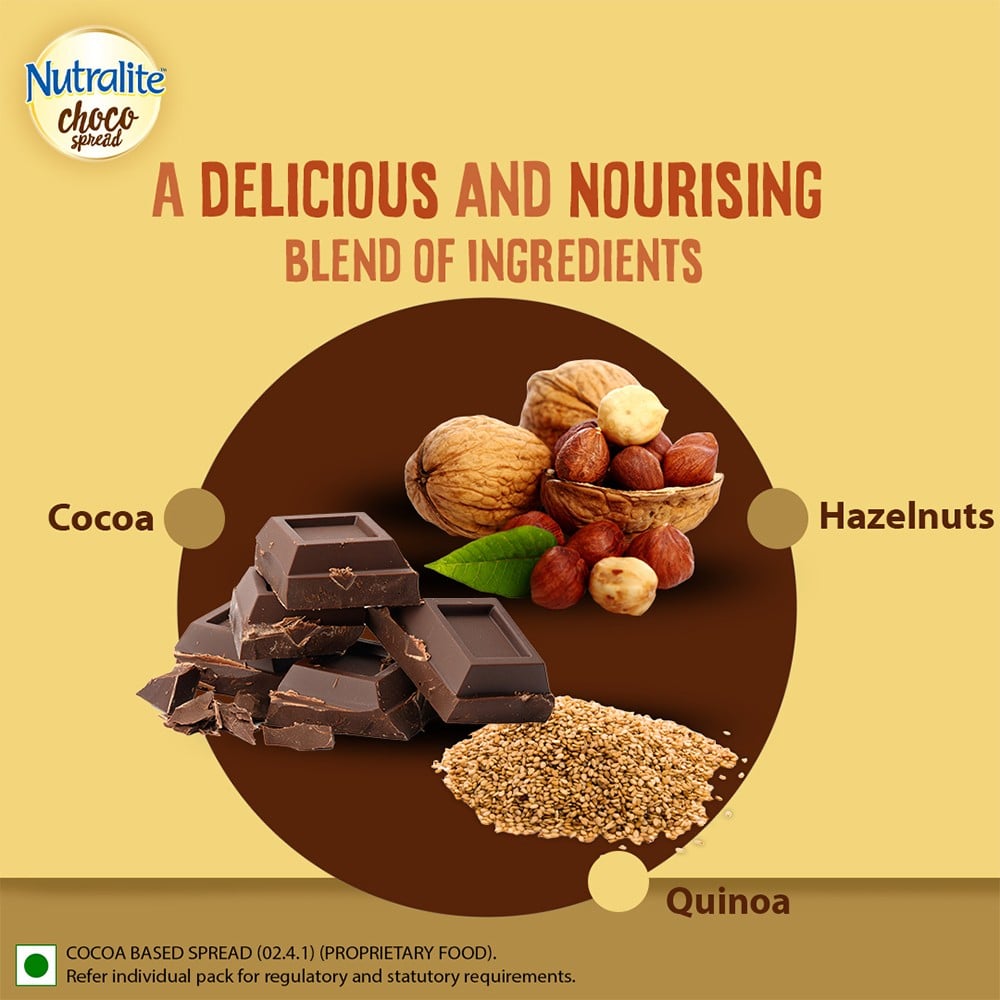 Nutralite™
choco
spread
A DELICIOUS AND NOURISING
BLEND OF INGREDIENTS
Cocoa
Hazelnuts
Quinoa
COCOA BASED SPREAD (02.4.1) (PROPRIETARY FOOD).
Refer individual pack for regulatory and statutory requirements.